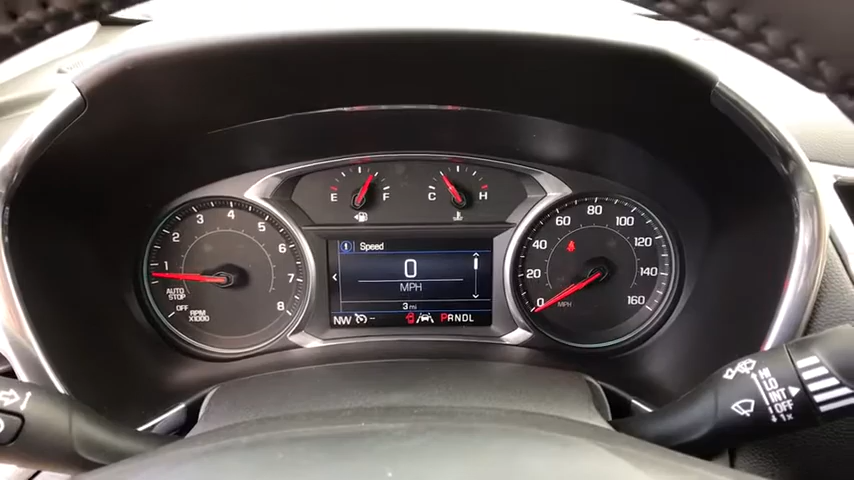 E F
C H
1 2 3 4 5 6 7 8
AUTO
STOP
OFF
RPM
X1000
1 Speed
0
MPH
3 mi
NW
PRNDL
0 20 40 60 80 100 120 140 160
MPH
HI
LO
INT
OFF
1x